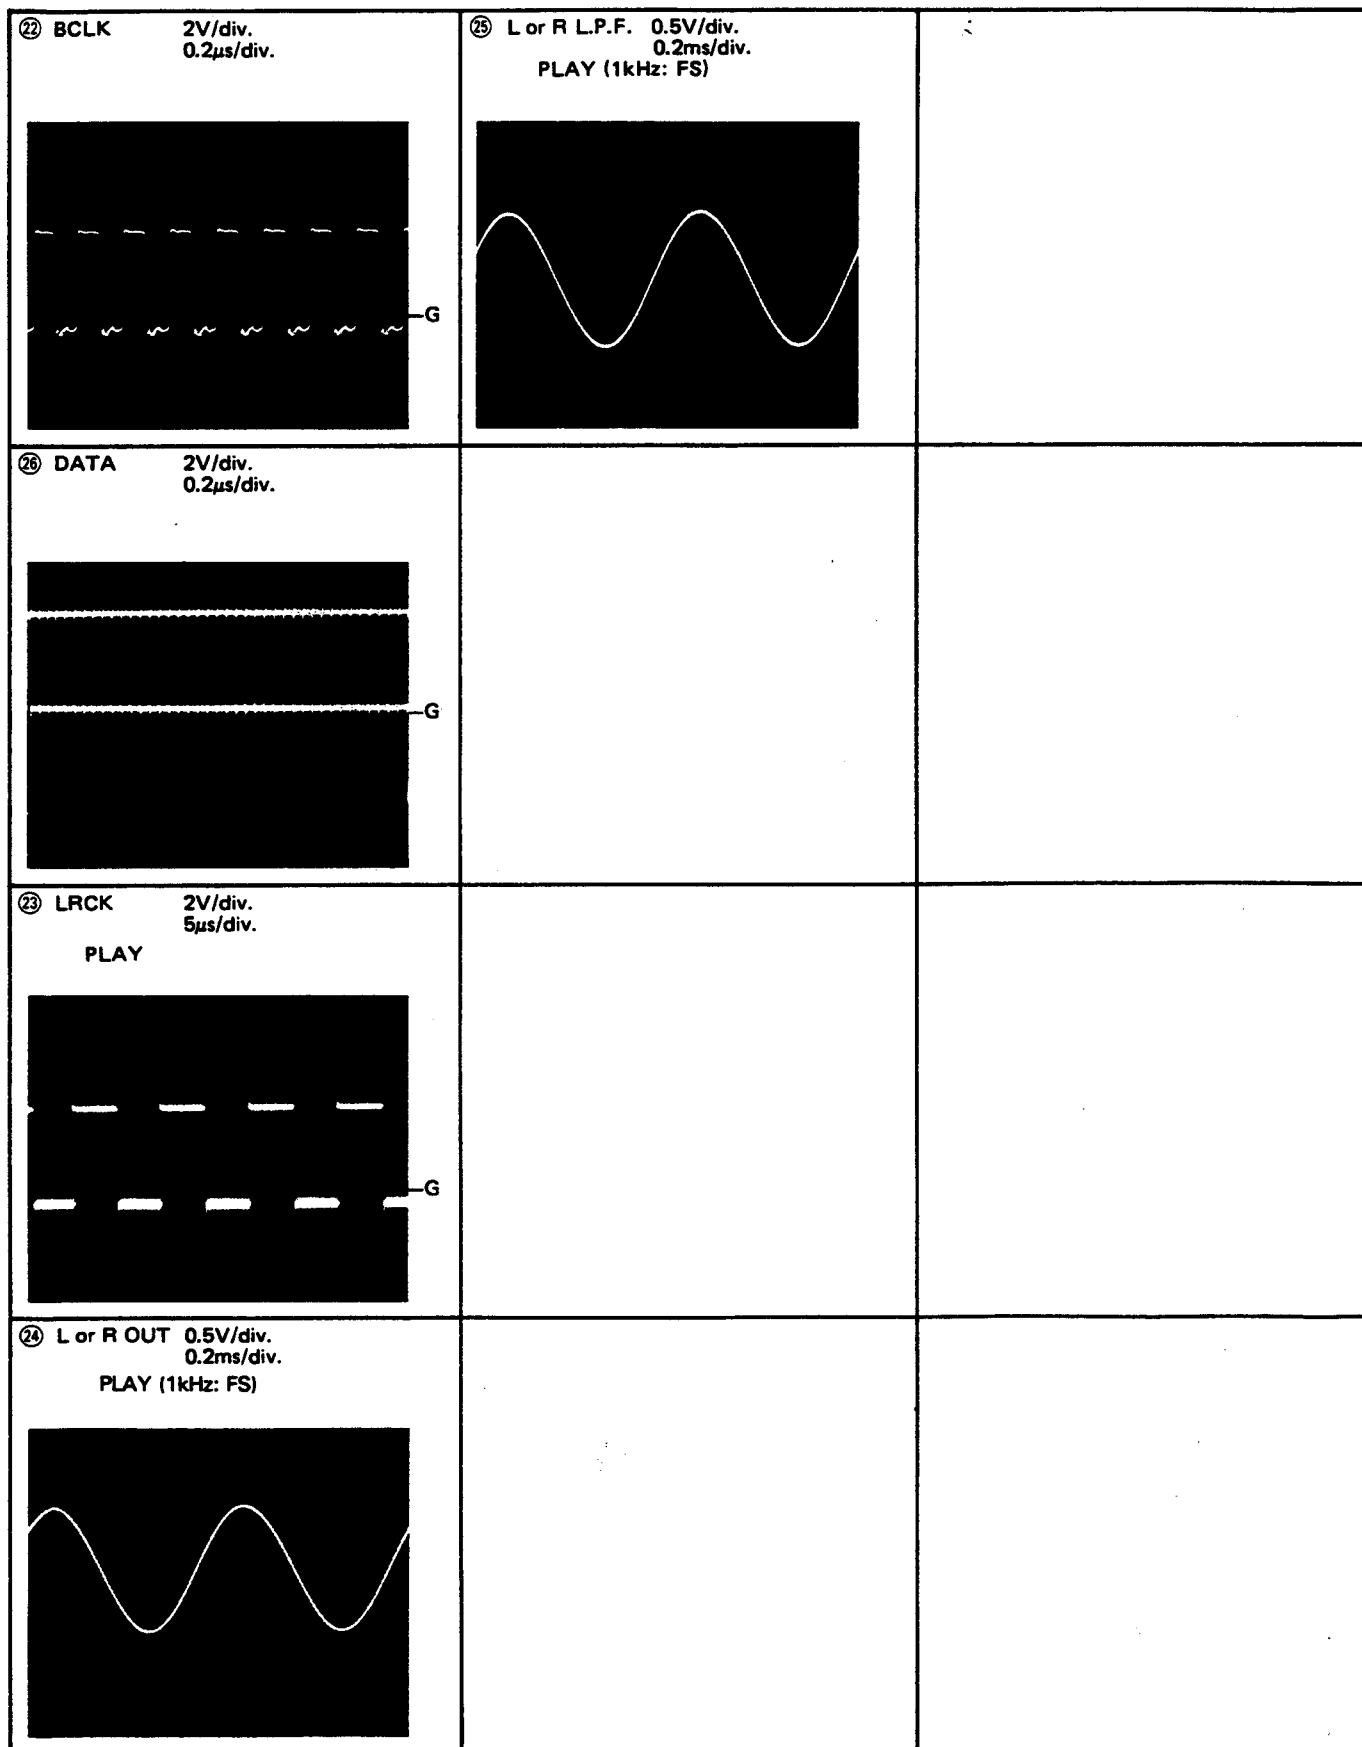 ㉒ BCLK 2V/div.
0.2μs/div.
G
㉕ L or R L.P.F. 0.5V/div.
0.2ms/div.
PLAY (1kHz: FS)
㉖ DATA 2V/div.
0.2μs/div.
G
㉓ LRCK 2V/div.
5μs/div.
PLAY
G
㉔ L or R OUT 0.5V/div.
0.2ms/div.
PLAY (1kHz: FS)